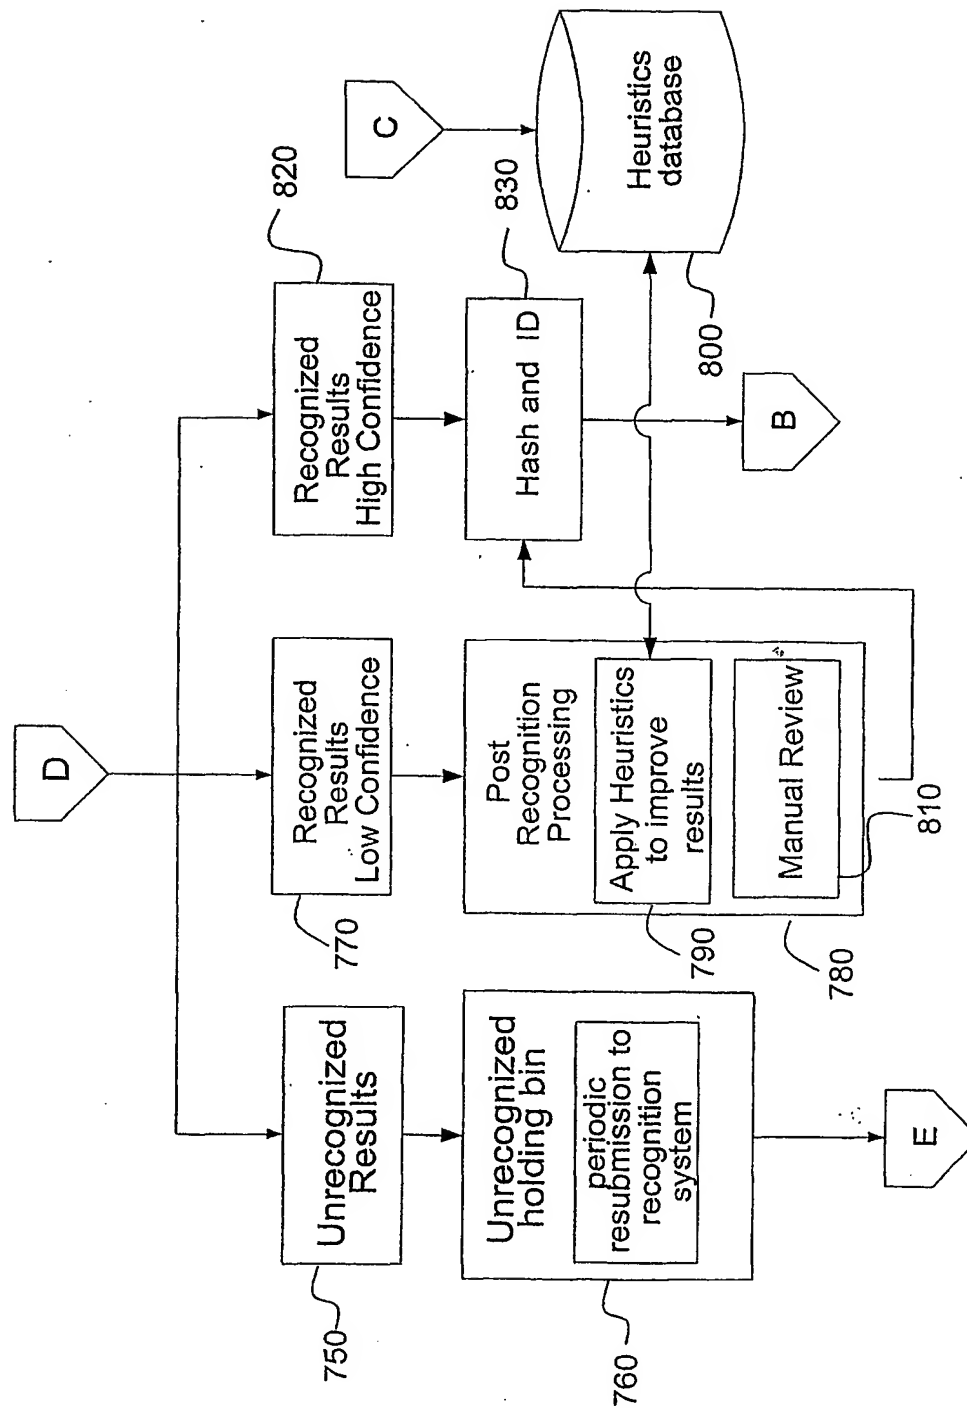 D
Unrecognized
Results
750
Unrecognized
holding bin
periodic
resubmission to
recognition
system
760
E
Recognized
Results
Low Confidence
770
Post
Recognition
Processing
Apply Heuristics
to improve
results
790
Manual Review
780
810
Recognized
Results
High Confidence
820
Hash and ID
830
B
C
Heuristics
database
800